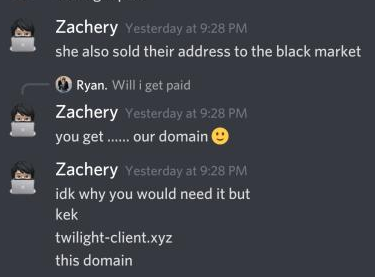 Zachery Yesterday at 9:28 PM
she also sold their address to the black market
Ryan. Will i get paid
Zachery Yesterday at 9:28 PM
you get ...... our domain 🙂
Zachery Yesterday at 9:28 PM
idk why you would need it but
kek
twilight-client.xyz
this domain